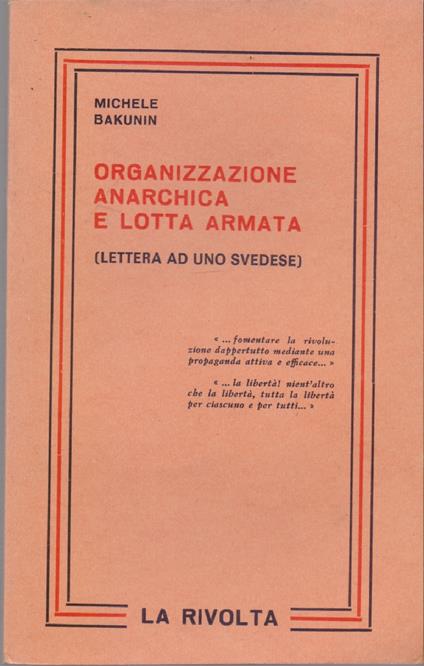 MICHELE
BAKUNIN
ORGANIZZAZIONE
ANARCHICA
E LOTTA ARMATA
(LETTERA AD UNO SVEDESE)
« ...fomentare la rivolu-
zione dappertutto mediante una
propaganda attiva e efficace... »
« ...la libertà! nient'altro
che la libertà, tutta la libertà
per ciascuno e per tutti... »
LA RIVOLTA